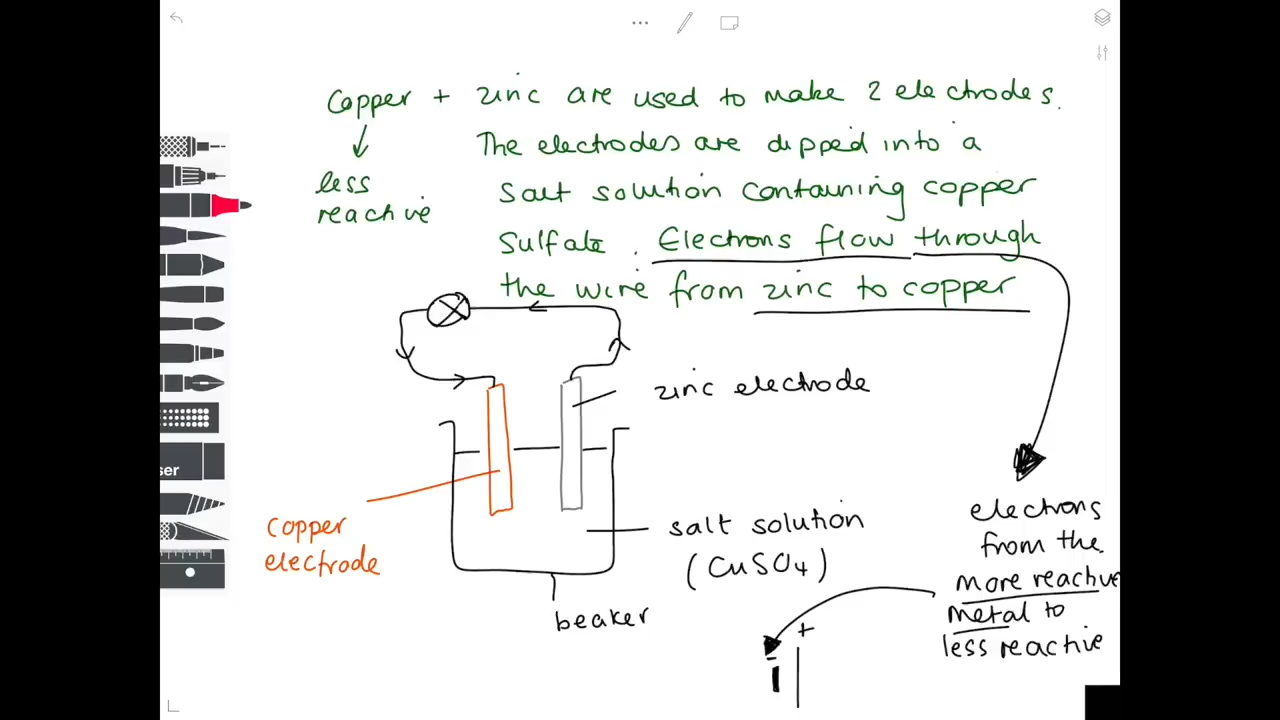 Copper + zinc are used to make 2 electrodes.
less
reactive
The electrodes are dipped into a
salt solution containing copper
sulfate. Electrons flow through
the wire from zinc to copper
zinc electrode
copper
electrode
salt solution
(CuSO4)
beaker
electrons
from the
more reactive
metal to
less reactive
+
-
ser